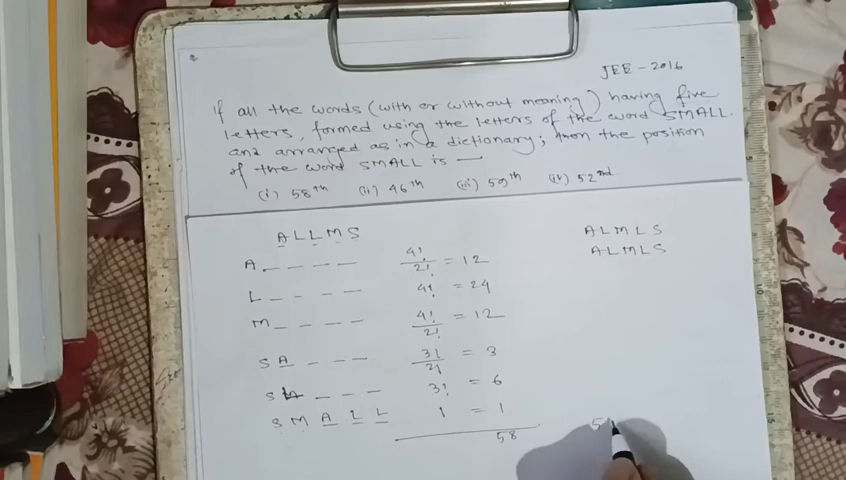 JEE - 2016
If all the words (with or without meaning) having five
letters, formed using the letters of the word SMALL.
and arranged as in a dictionary; then the position
of the word SMALL is —
(i) 58th (ii) 46th (iii) 59th (iv) 52nd
A L L M S
A _ _ _ _ 4!/2! = 12
L _ _ _ _ 4! = 24
M _ _ _ _ 4!/2! = 12
S A _ _ _ 3!/2! = 3
S L _ _ _ 3! = 6
S M A L L 1 = 1
58
A L M L S
A L M L S
5